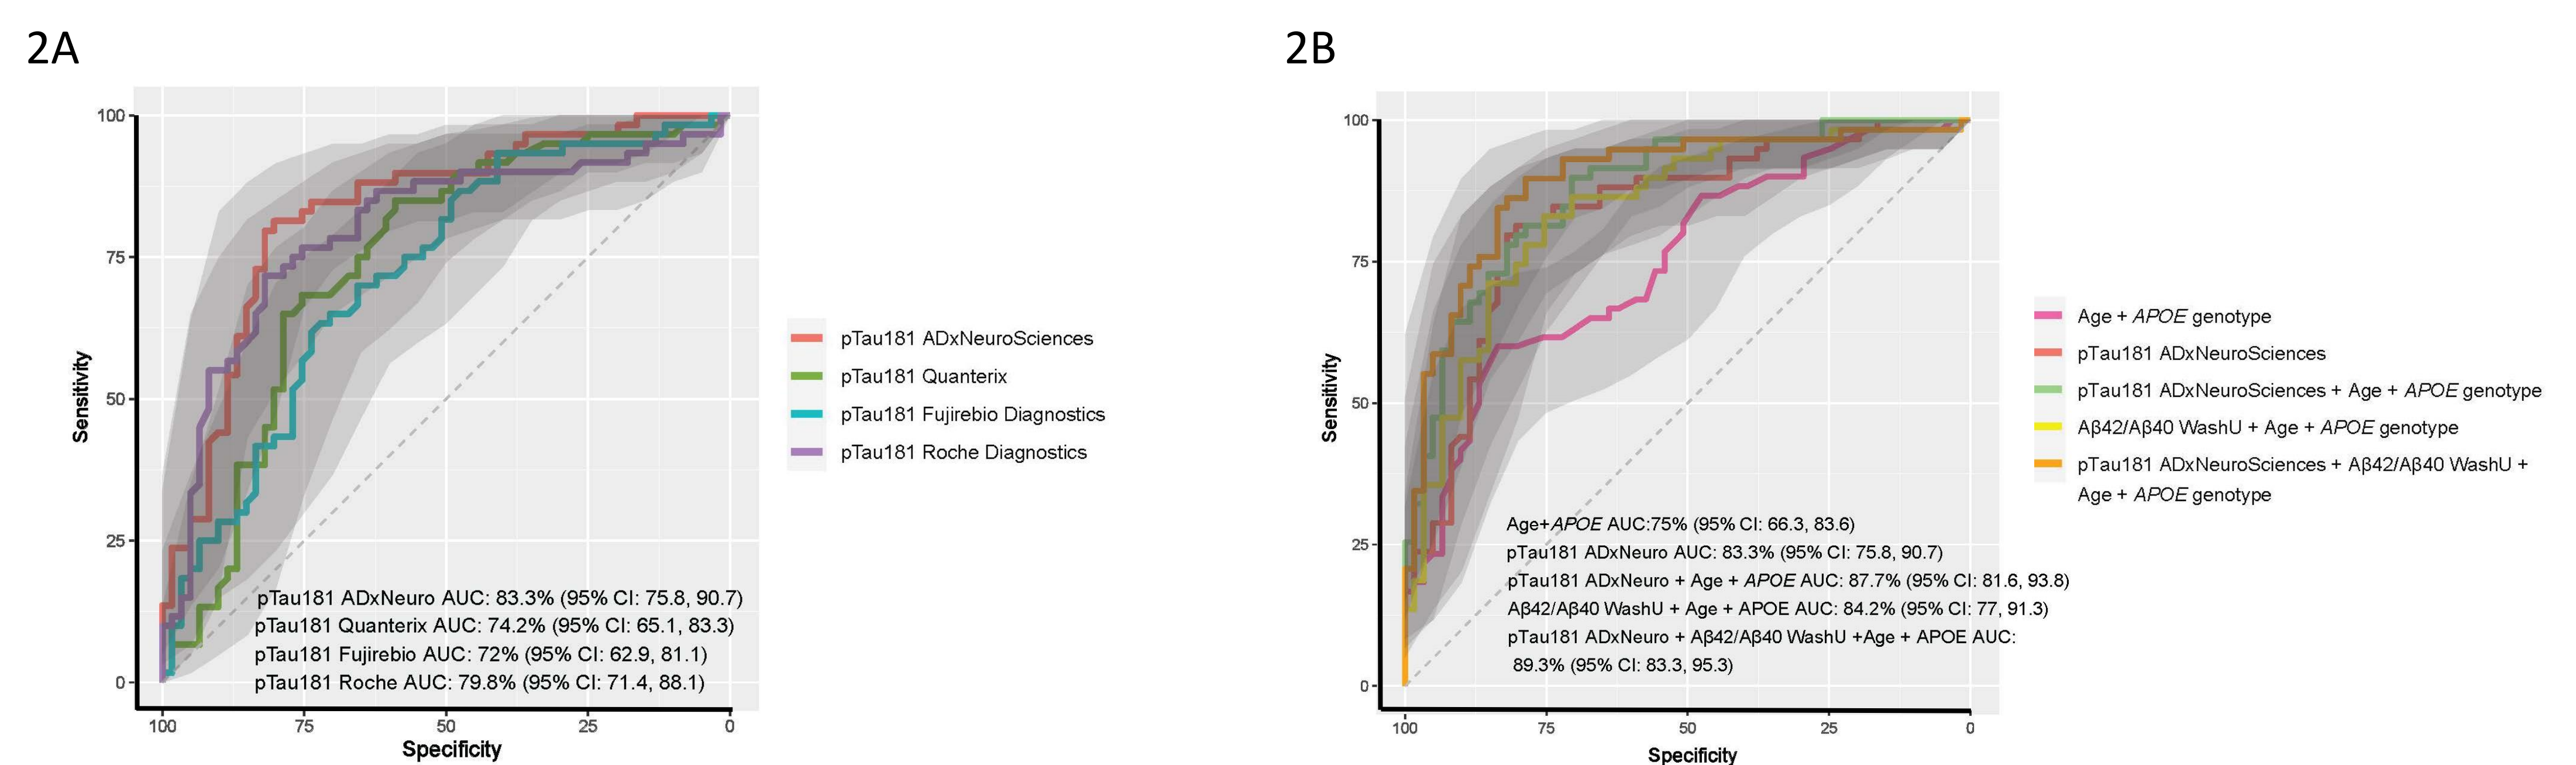 2A
100
75
50
25
0
Sensitivity
pTau181 ADxNeuro AUC: 83.3% (95% CI: 75.8, 90.7)
pTau181 Quanterix AUC: 74.2% (95% CI: 65.1, 83.3)
pTau181 Fujirebio AUC: 72% (95% CI: 62.9, 81.1)
pTau181 Roche AUC: 79.8% (95% CI: 71.4, 88.1)
100 75 50 25 0
Specificity
pTau181 ADxNeuroSciences
pTau181 Quanterix
pTau181 Fujirebio Diagnostics
pTau181 Roche Diagnostics
2B
100
75
50
25
0
Sensitivity
Age+APOE AUC:75% (95% CI: 66.3, 83.6)
pTau181 ADxNeuro AUC: 83.3% (95% CI: 75.8, 90.7)
pTau181 ADxNeuro + Age + APOE AUC: 87.7% (95% CI: 81.6, 93.8)
Aβ42/Aβ40 WashU + Age + APOE AUC: 84.2% (95% CI: 77, 91.3)
pTau181 ADxNeuro + Aβ42/Aβ40 WashU +Age + APOE AUC:
89.3% (95% CI: 83.3, 95.3)
100 75 50 25 0
Specificity
Age + APOE genotype
pTau181 ADxNeuroSciences
pTau181 ADxNeuroSciences + Age + APOE genotype
Aβ42/Aβ40 WashU + Age + APOE genotype
pTau181 ADxNeuroSciences + Aβ42/Aβ40 WashU +
Age + APOE genotype